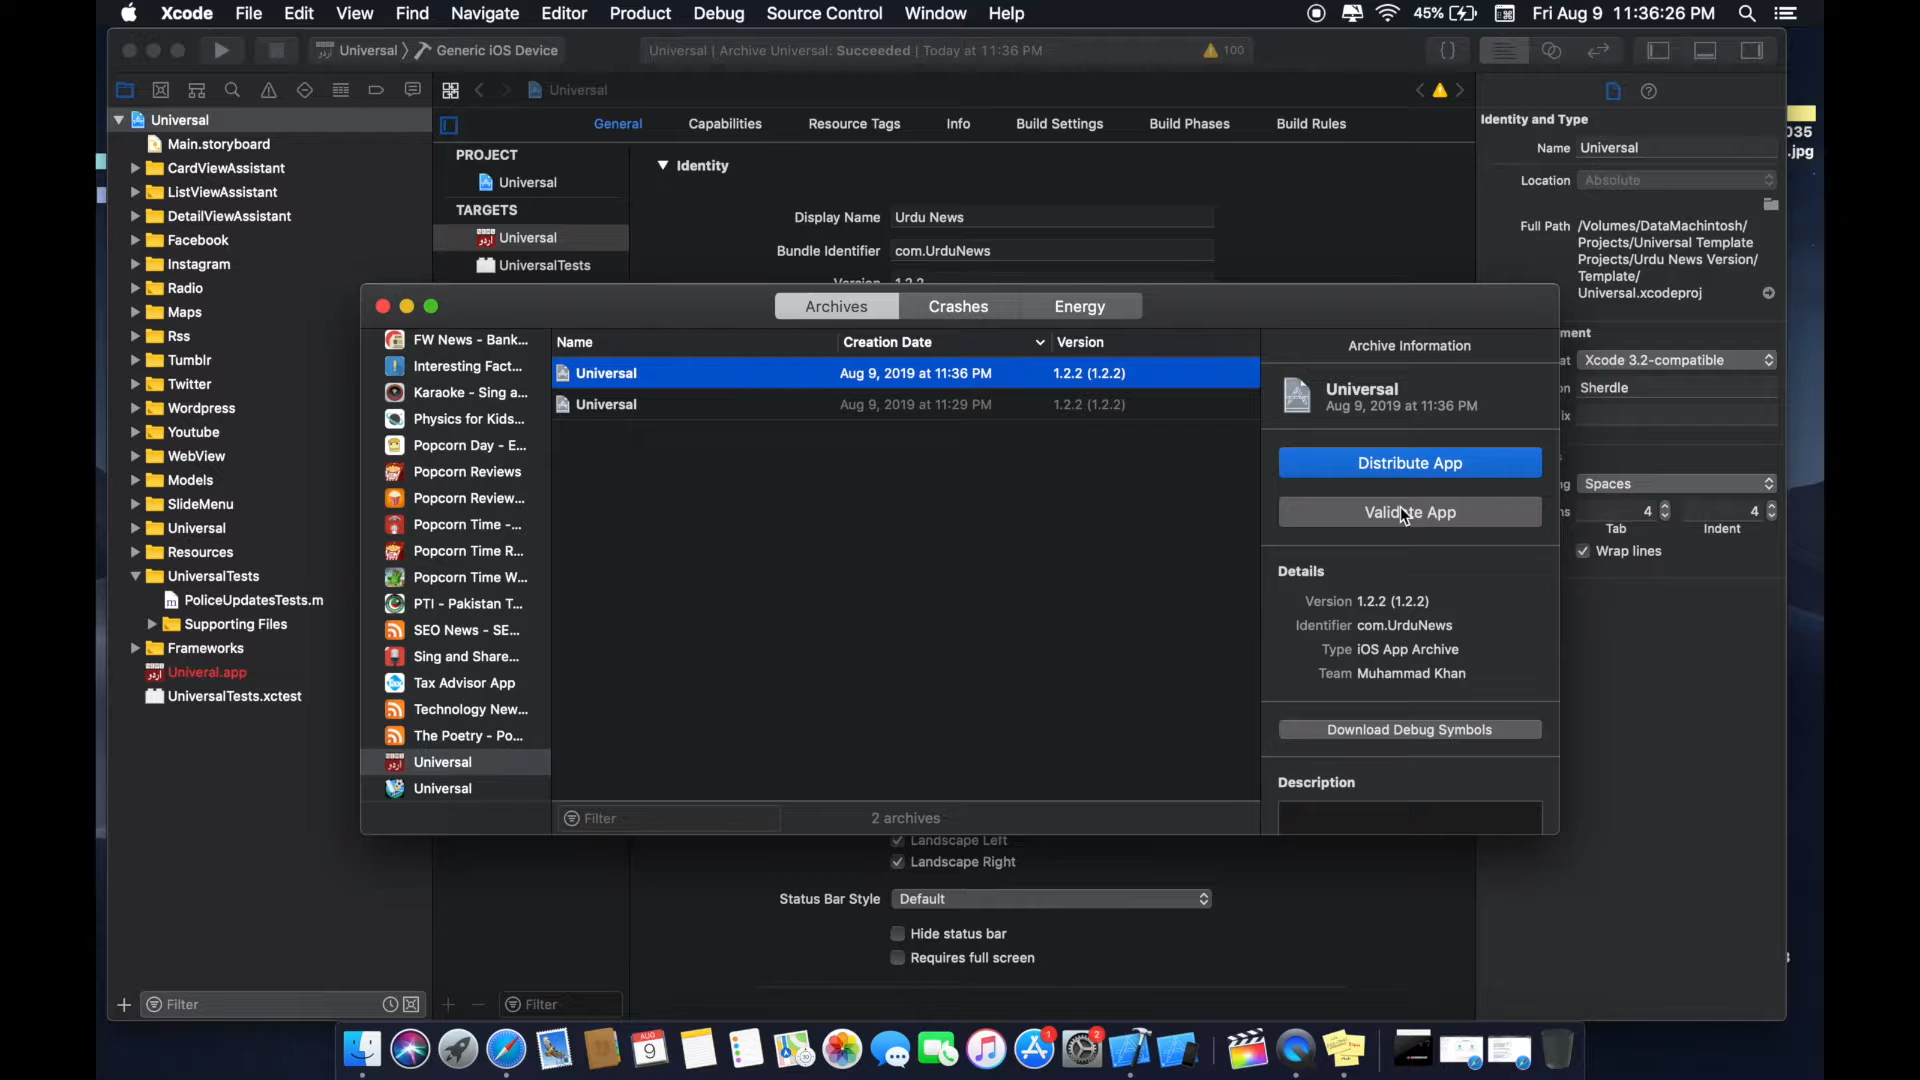 Xcode File Edit View Find Navigate Editor Product Debug Source Control Window Help 45% Fri Aug 9 11:36:26 PM
Universal Generic iOS Device Universal | Archive Universal: Succeeded | Today at 11:36 PM 100
Universal
General Capabilities Resource Tags Info Build Settings Build Phases Build Rules
Universal
Main.storyboard
CardViewAssistant
ListViewAssistant
DetailViewAssistant
Facebook
Instagram
Radio
Maps
Rss
Tumblr
Twitter
Wordpress
Youtube
WebView
Models
SlideMenu
Universal
Resources
UniversalTests
PoliceUpdatesTests.m
Supporting Files
Frameworks
Univeral.app
UniversalTests.xctest
Filter
PROJECT
Universal
TARGETS
Universal
UniversalTests
Filter
Identity
Display Name Urdu News
Bundle Identifier com.UrduNews
Version 1.2.2
Archives Crashes Energy
FW News - Bank...
Interesting Fact...
Karaoke - Sing a...
Physics for Kids...
Popcorn Day - E...
Popcorn Reviews
Popcorn Review...
Popcorn Time -...
Popcorn Time R...
Popcorn Time W...
PTI - Pakistan T...
SEO News - SE...
Sing and Share...
Tax Advisor App
Technology New...
The Poetry - Po...
Universal
Universal
Name Creation Date Version
Universal Aug 9, 2019 at 11:36 PM 1.2.2 (1.2.2)
Universal Aug 9, 2019 at 11:29 PM 1.2.2 (1.2.2)
Filter 2 archives
Archive Information
Universal
Aug 9, 2019 at 11:36 PM
Distribute App
Validate App
Details
Version 1.2.2 (1.2.2)
Identifier com.UrduNews
Type iOS App Archive
Team Muhammad Khan
Download Debug Symbols
Description
Landscape Left
Landscape Right
Status Bar Style Default
Hide status bar
Requires full screen
Identity and Type
Name Universal
Location Absolute
Full Path /Volumes/DataMachintosh/
Projects/Universal Template
Projects/Urdu News Version/
Template/
Universal.xcodeproj
ment
at Xcode 3.2-compatible
n Sherdle
ix
g Spaces
s 4 4
Tab Indent
Wrap lines
035
.jpg
AUG
9
1
2